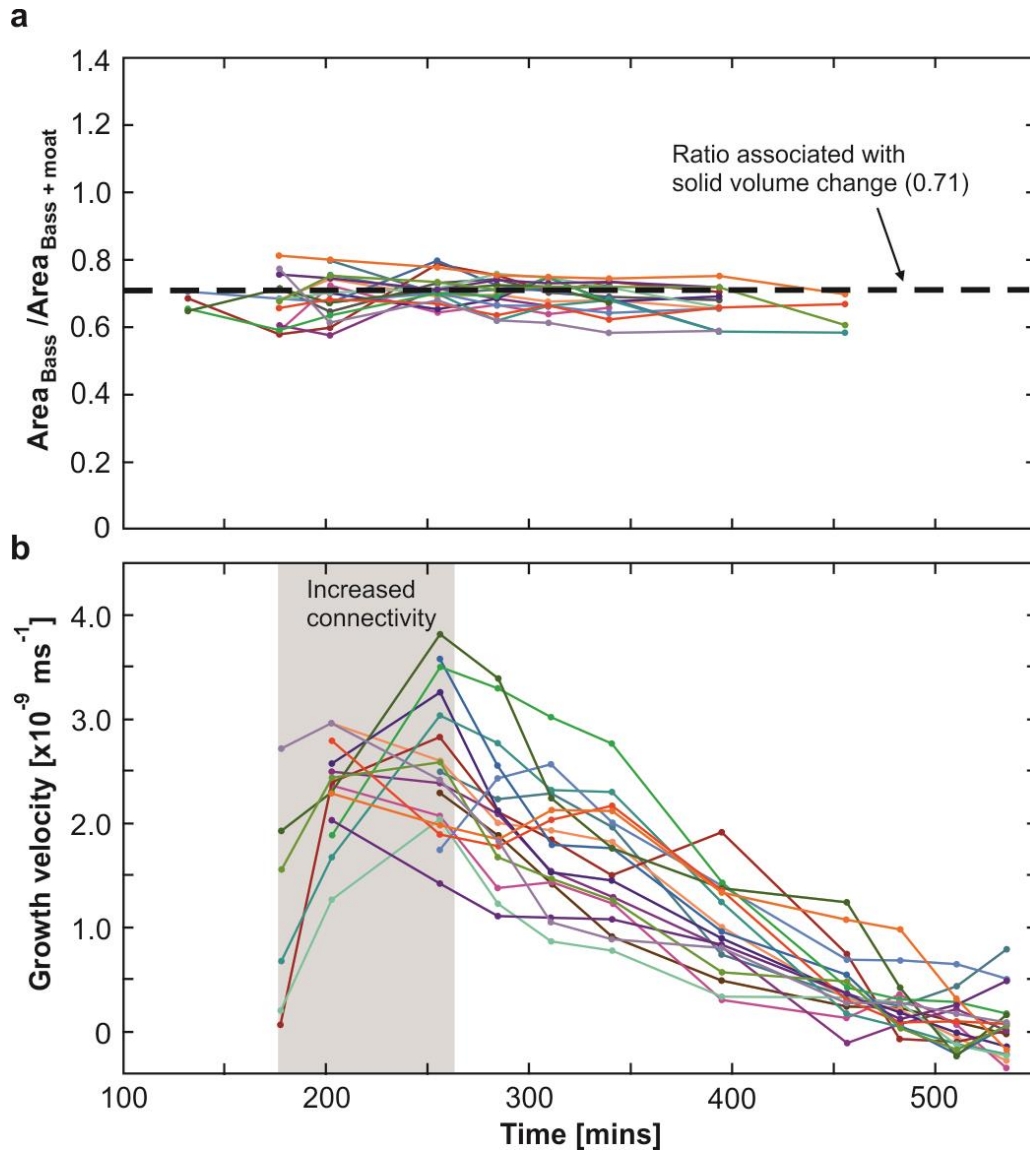 a
1.4
1.2
1.0
0.8
0.6
0.4
0.2
0
Area Bass /Area Bass + moat
Ratio associated with
solid volume change (0.71)
b
Increased
connectivity
4.0
3.0
2.0
1.0
0
Growth velocity [x10⁻⁹ ms⁻¹]
100 200 300 400 500
Time [mins]